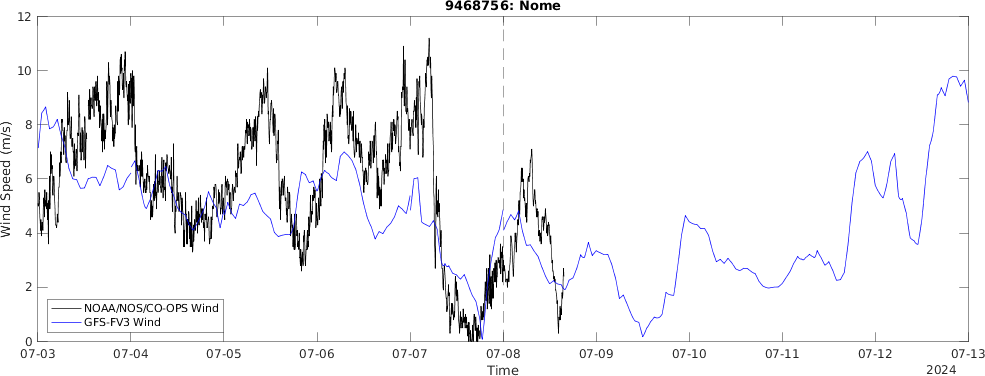 9468756: Nome
Wind Speed (m/s)
12
10
8
6
4
2
0
NOAA/NOS/CO-OPS Wind
GFS-FV3 Wind
07-03 07-04 07-05 07-06 07-07 07-08 07-09 07-10 07-11 07-12 07-13
Time
2024